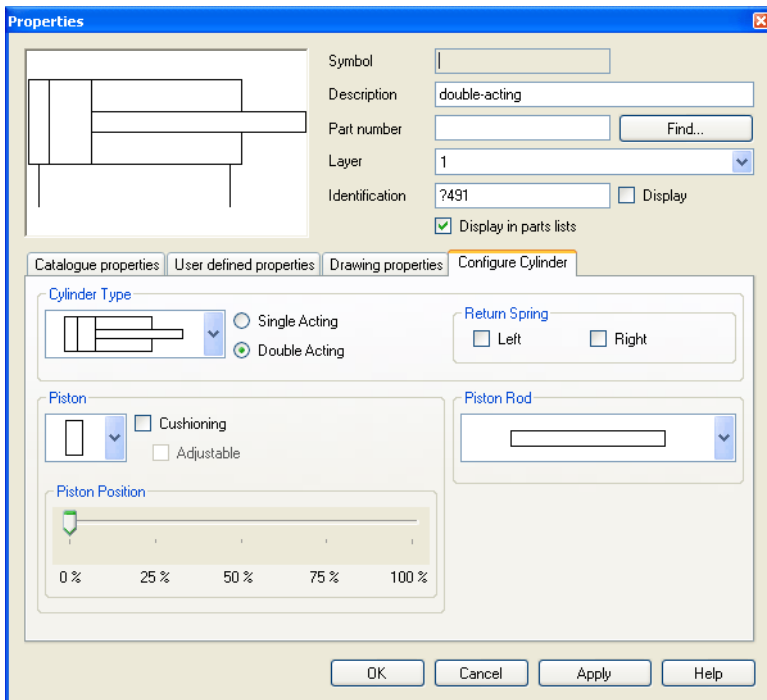 Properties
Symbol
Description double-acting
Part number Find...
Layer 1
Identification ?491 Display
Display in parts lists
Catalogue properties User defined properties Drawing properties Configure Cylinder
Cylinder Type
Single Acting
Double Acting
Return Spring
Left Right
Piston
Cushioning
Adjustable
Piston Rod
Piston Position
0 % 25 % 50 % 75 % 100 %
OK Cancel Apply Help